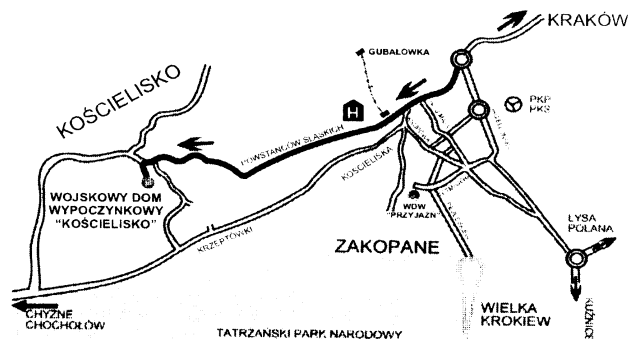 KRAKÓW
GUBAŁÓWKA
KOŚCIELISKO
H
PKP
PKS
POWSTAŃCÓW ŚLĄSKICH
KOŚCIELISKA
WOJSKOWY DOM
WYPOCZYNKOWY
"KOŚCIELISKO"
WDW
"PRZYJAŹŃ"
KRZEPTÓWKI
ZAKOPANE
ŁYSA
POLANA
WIELKA
KROKIEW
KUŹNICE
CHYŻNE
CHOCHOŁÓW
TATRZAŃSKI PARK NARODOWY